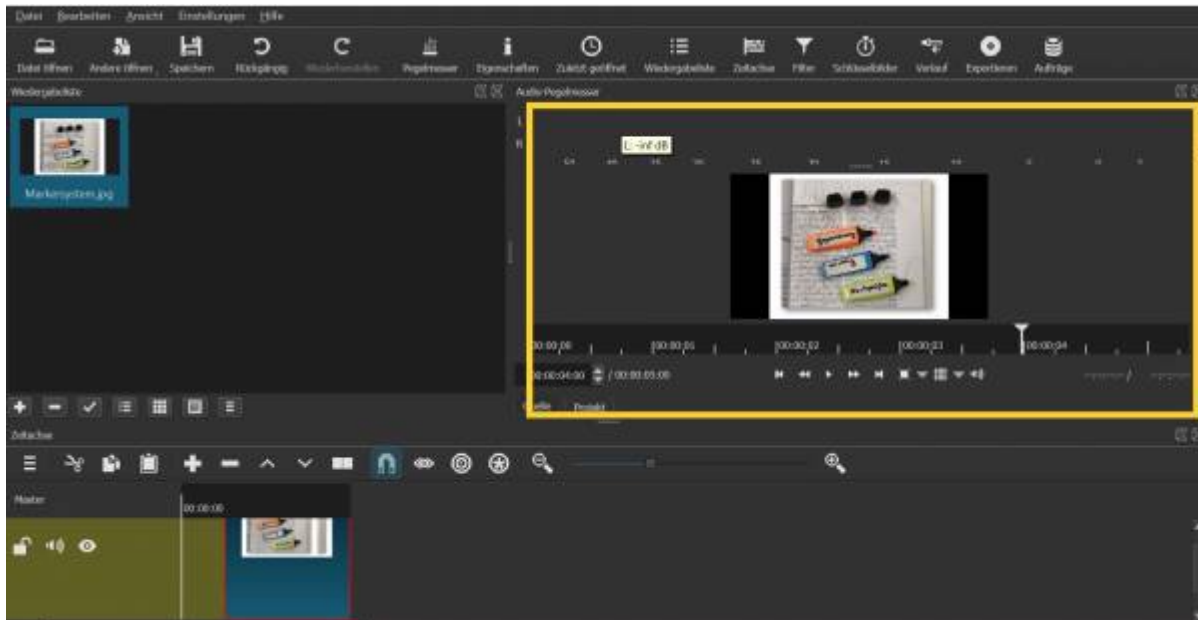 Datei Bearbeiten Ansicht Einstellungen Hilfe
Datei öffnen Andere öffnen Speichern Rückgängig Wiederherstellen Pegelmesser Eigenschaften Zuletzt geöffnet Wiedergabeliste Zeitachse Filter Schlüsselbilder Verlauf Exportieren Aufträge
Wiedergabeliste
Audio-Pegelmesser
L
R
L: -inf dB
Markersystem.jpg
00:00;00 |00:00;01 |00:00;02 |00:00;03 |00:00;04
00:00:04:00 / 00:00:05:00
Quelle Projekt
Zeitachse
Master
00:00:00